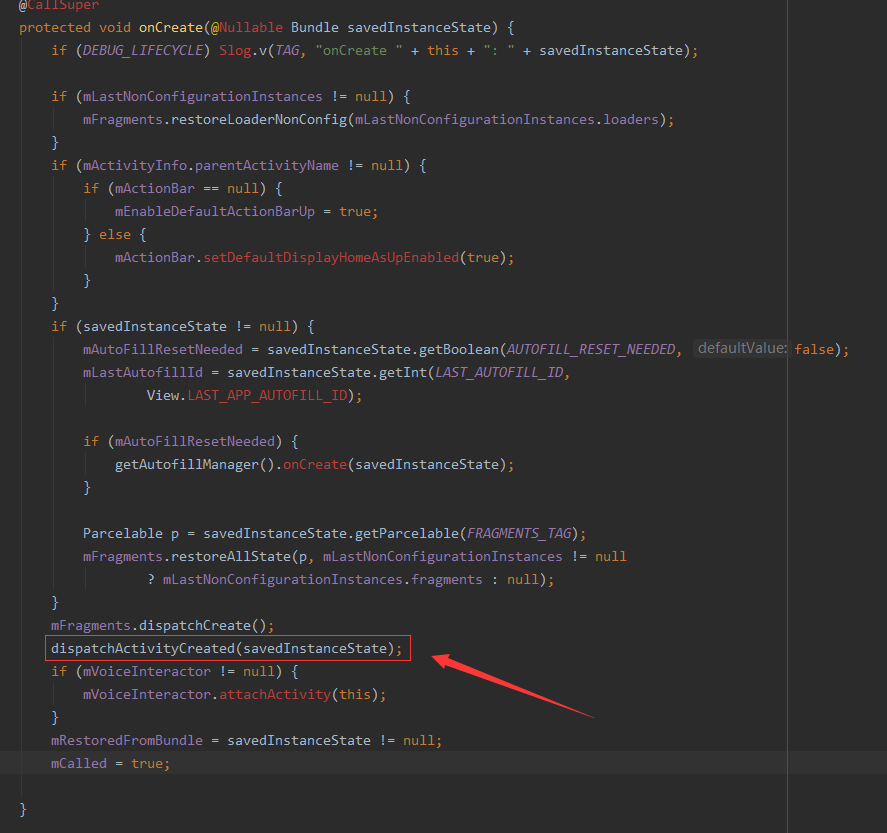 @CallSuper
protected void onCreate(@Nullable Bundle savedInstanceState) {
    if (DEBUG_LIFECYCLE) Slog.v(TAG, "onCreate " + this + ": " + savedInstanceState);

    if (mLastNonConfigurationInstances != null) {
        mFragments.restoreLoaderNonConfig(mLastNonConfigurationInstances.loaders);
    }
    if (mActivityInfo.parentActivityName != null) {
        if (mActionBar == null) {
            mEnableDefaultActionBarUp = true;
        } else {
            mActionBar.setDefaultDisplayHomeAsUpEnabled(true);
        }
    }
    if (savedInstanceState != null) {
        mAutoFillResetNeeded = savedInstanceState.getBoolean(AUTOFILL_RESET_NEEDED, defaultValue: false);
        mLastAutofillId = savedInstanceState.getInt(LAST_AUTOFILL_ID,
                View.LAST_APP_AUTOFILL_ID);

        if (mAutoFillResetNeeded) {
            getAutofillManager().onCreate(savedInstanceState);
        }

        Parcelable p = savedInstanceState.getParcelable(FRAGMENTS_TAG);
        mFragments.restoreAllState(p, mLastNonConfigurationInstances != null
                ? mLastNonConfigurationInstances.fragments : null);
    }
    mFragments.dispatchCreate();
    dispatchActivityCreated(savedInstanceState);
    if (mVoiceInteractor != null) {
        mVoiceInteractor.attachActivity(this);
    }
    mRestoredFromBundle = savedInstanceState != null;
    mCalled = true;

}